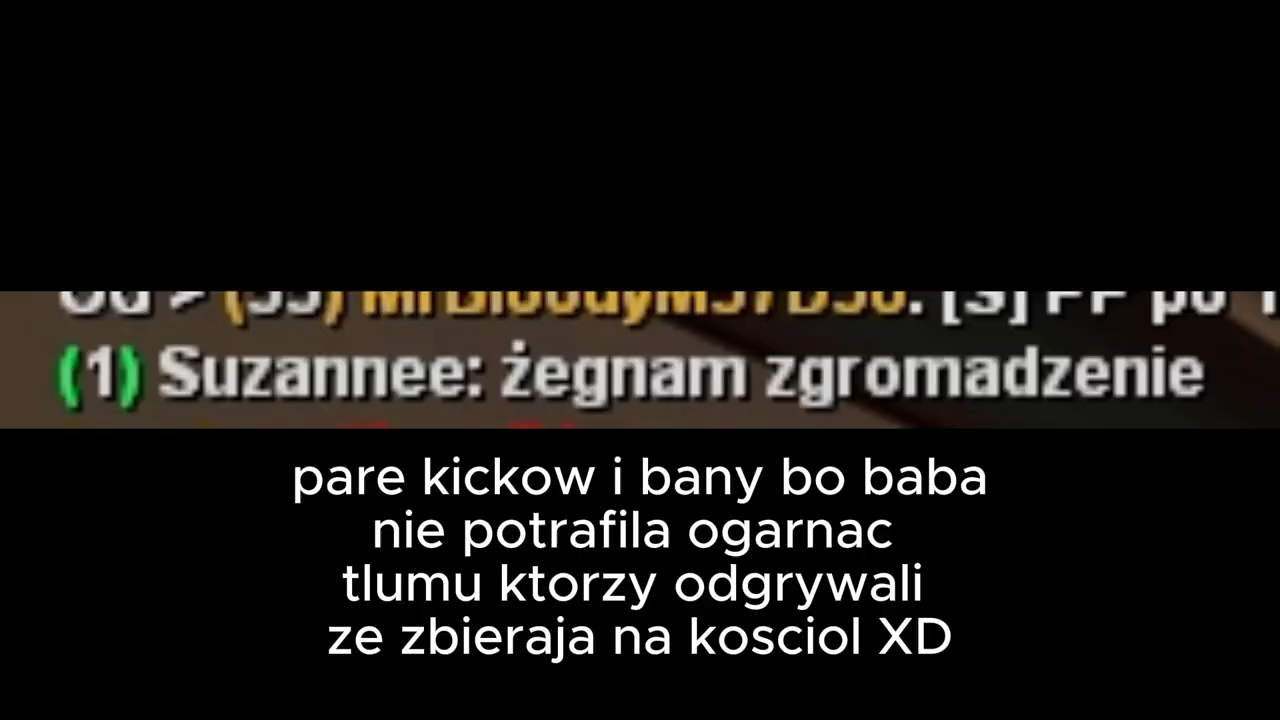 (1) Suzannee: żegnam zgromadzenie
pare kickow i bany bo baba
nie potrafila ogarnac
tlumu ktorzy odgrywali
ze zbieraja na kosciol XD